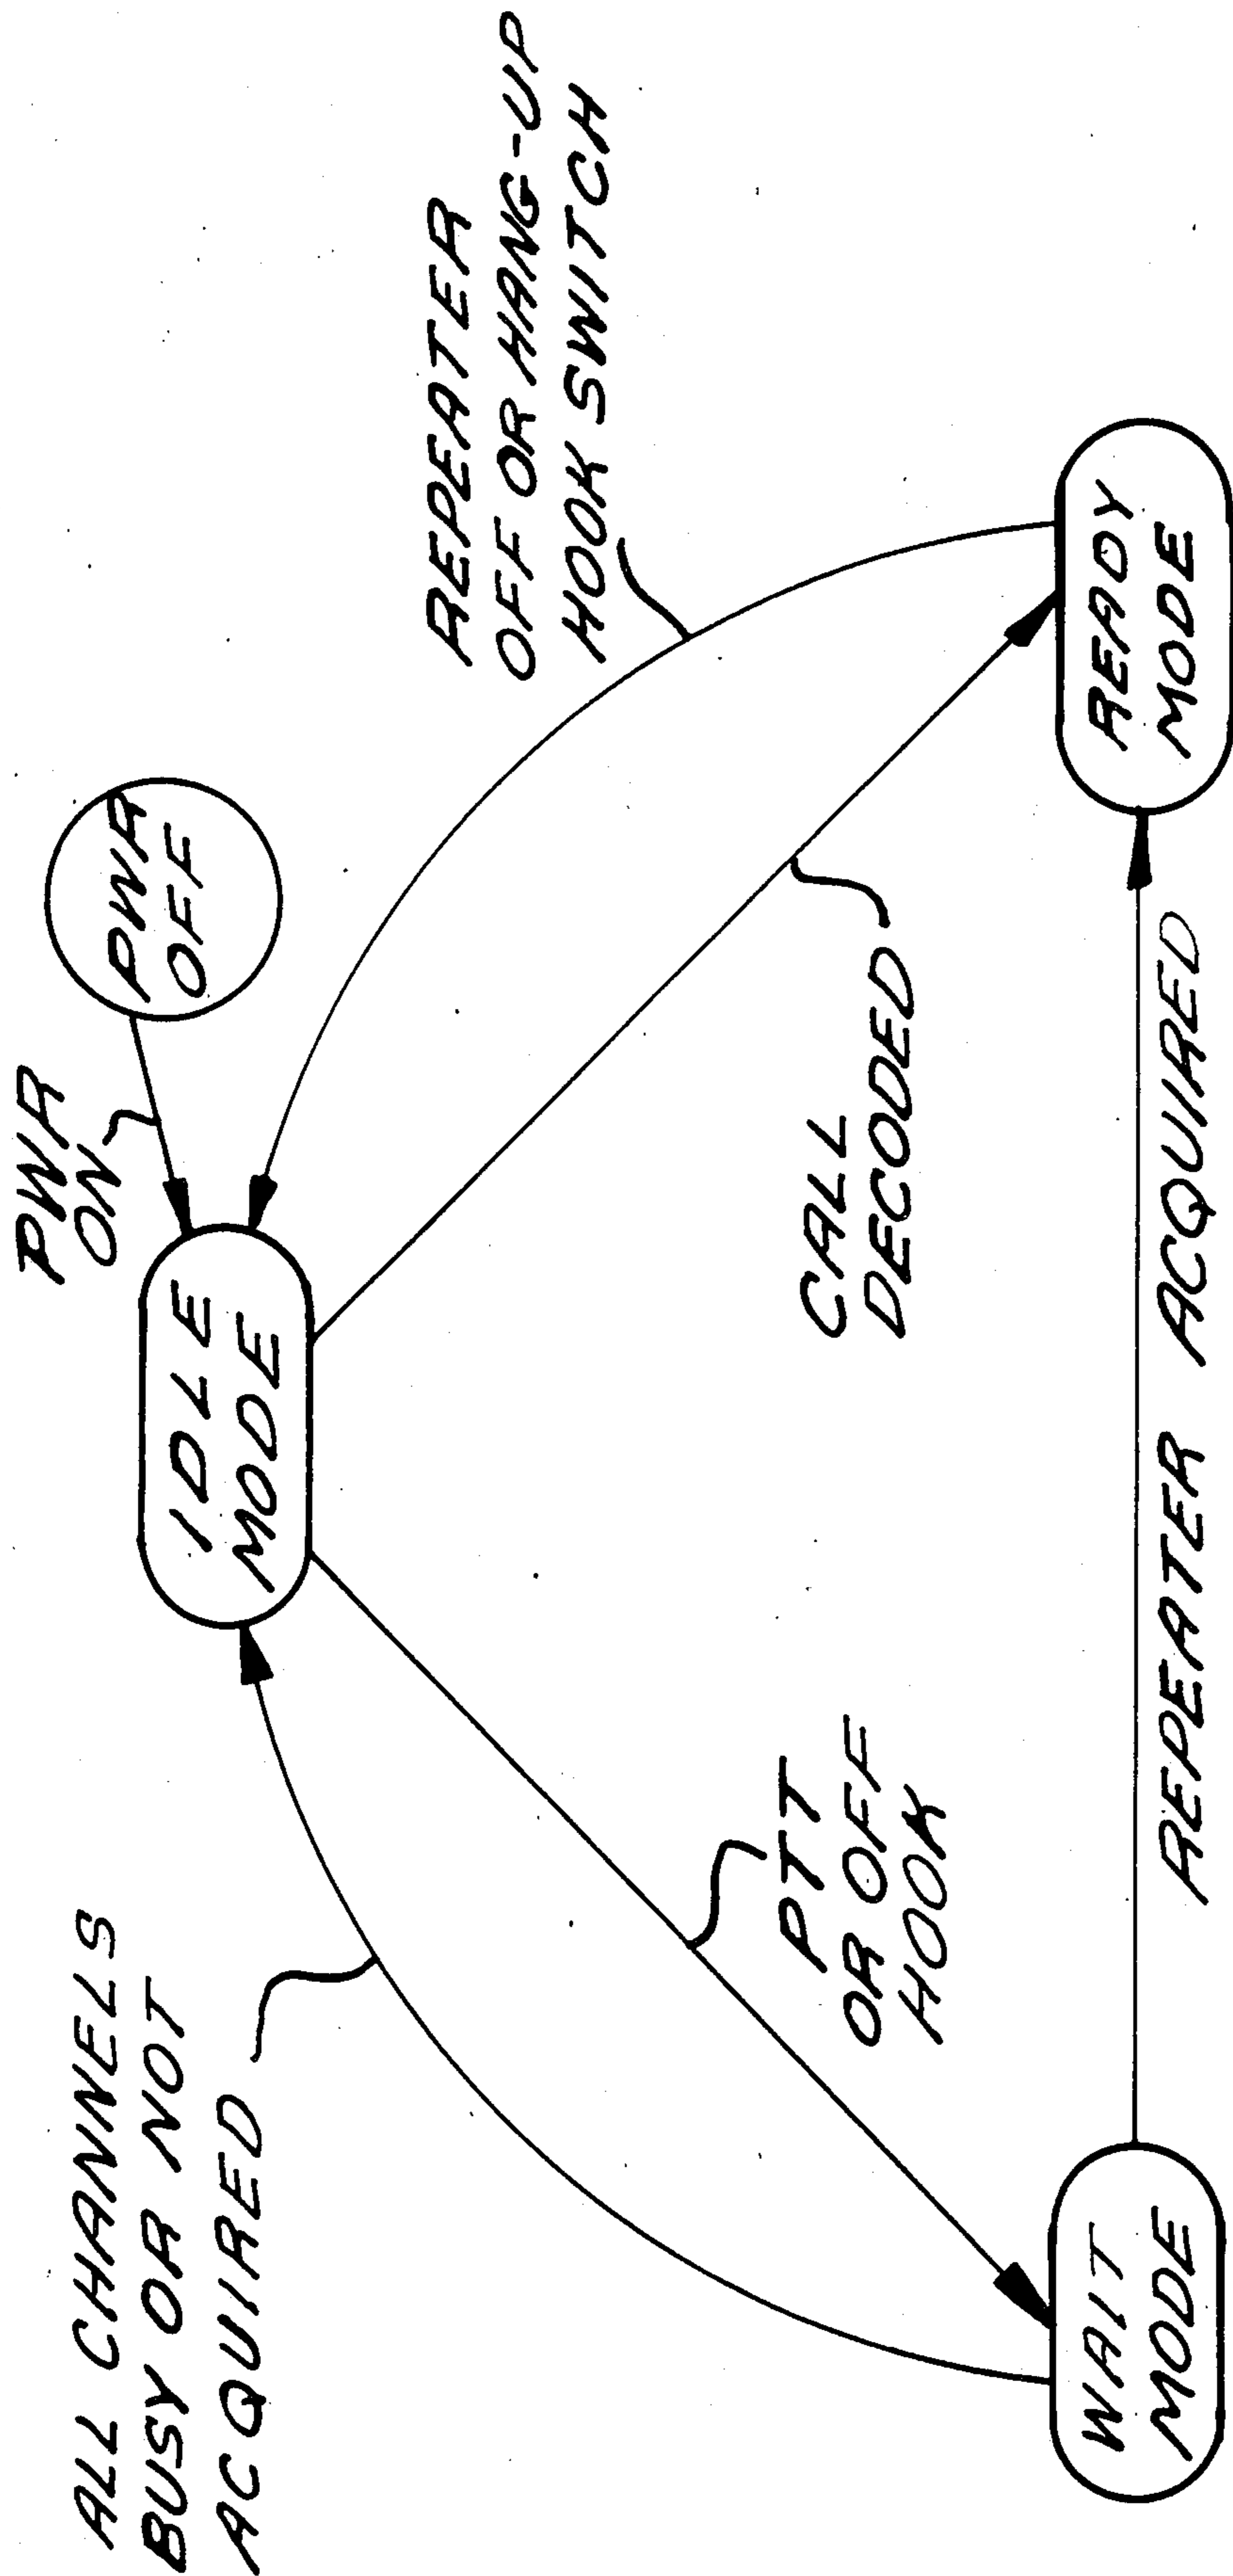 ALL CHANNELS
BUSY OR NOT
ACQUIRED
PWR
ON
PWR
OFF
IDLE
MODE
REPEATER
OFF OR HANG-UP
HOOK SWITCH
PTT
OR OFF
HOOK
CALL
DECODED
WAIT
MODE
READY
MODE
REPEATER ACQUIRED